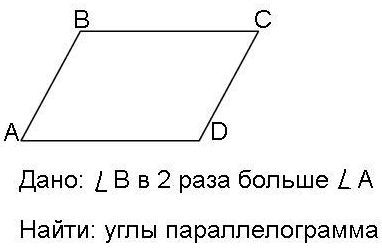 B C
A D
Дано: ∠ B в 2 раза больше ∠ A
Найти: углы параллелограмма